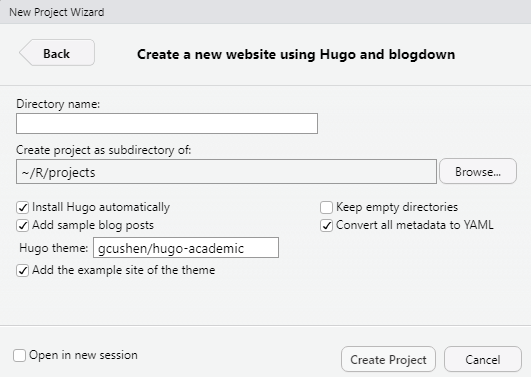 New Project Wizard
Back
Create a new website using Hugo and blogdown
Directory name:
Create project as subdirectory of:
~/R/projects
Browse...
Install Hugo automatically
Keep empty directories
Add sample blog posts
Convert all metadata to YAML
Hugo theme:
gcushen/hugo-academic
Add the example site of the theme
Open in new session
Create Project
Cancel